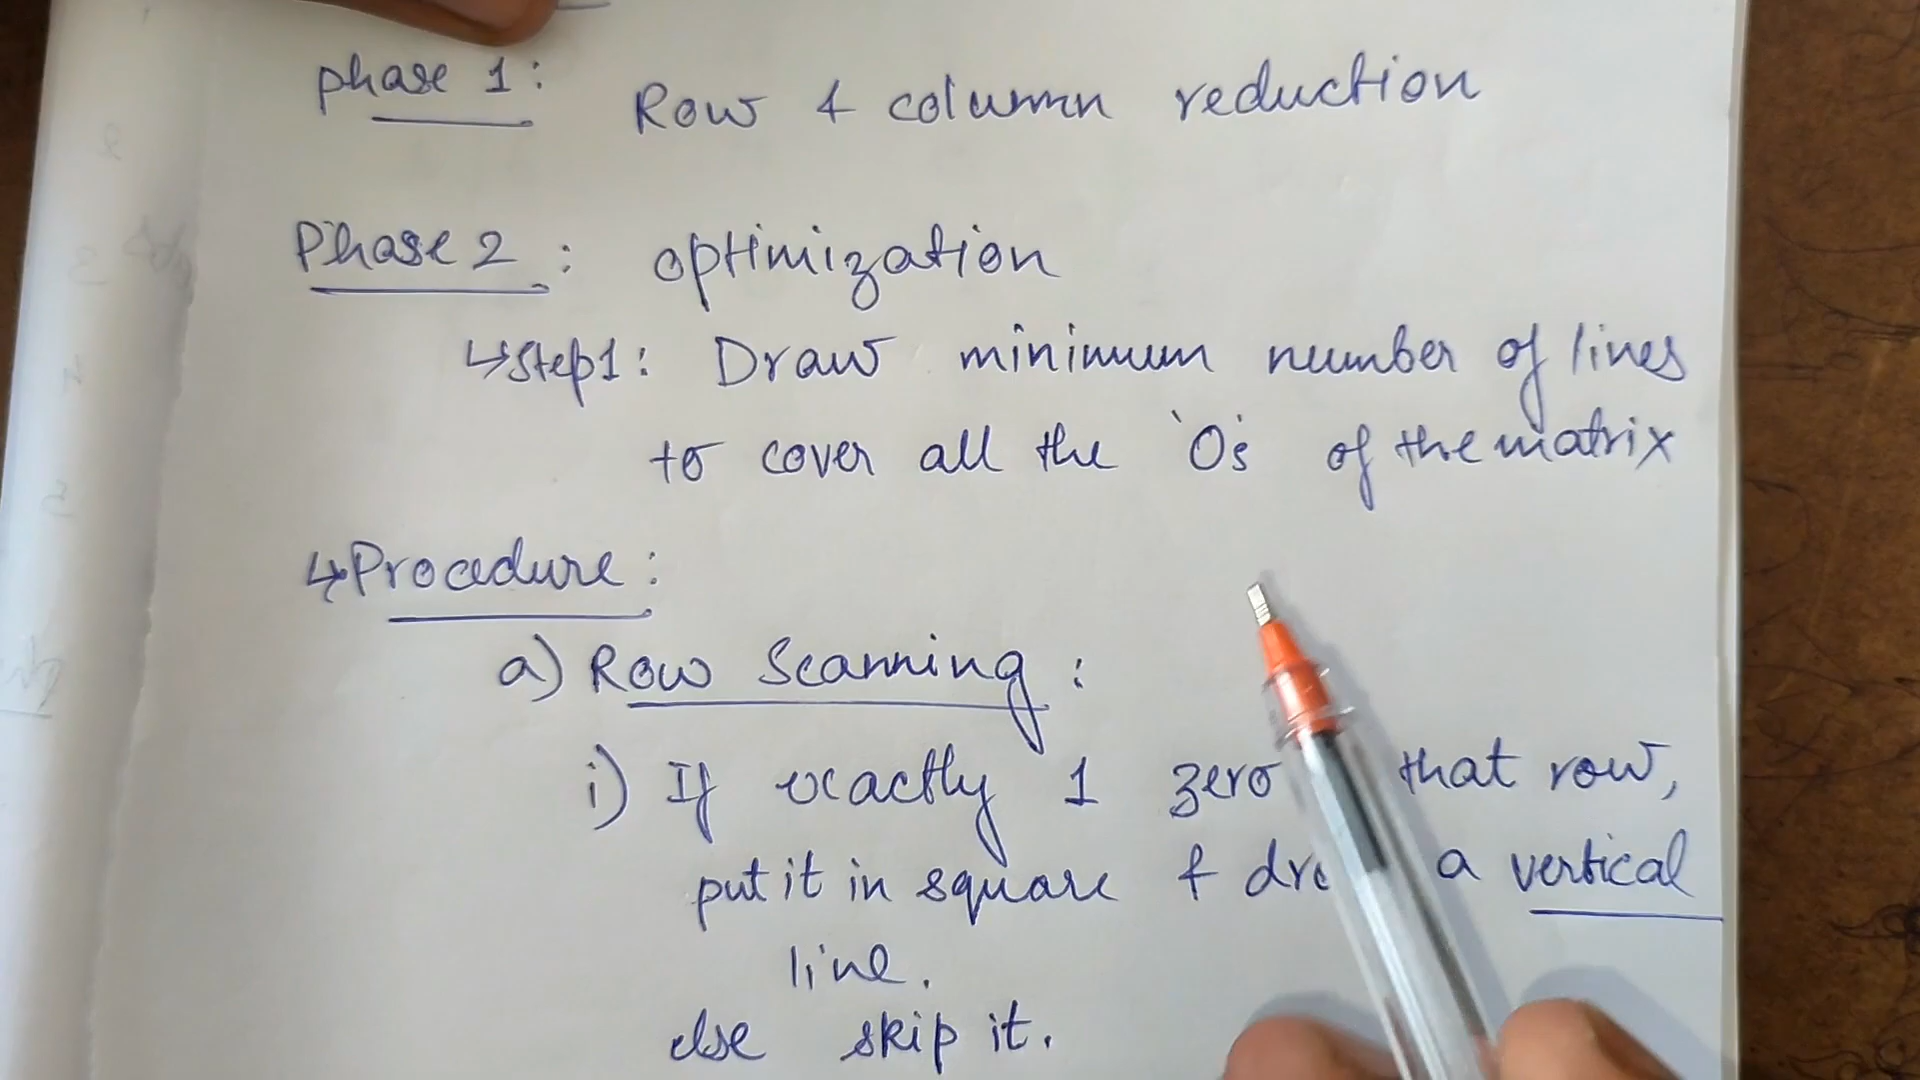 phase 1: Row & column reduction
Phase 2: optimization
↳ Step1: Draw minimum number of lines
to cover all the '0's of the matrix
↳ Procedure:
a) Row Scanning:
i) If exactly 1 zero that row,
put it in square & a vertical
line.
else skip it.